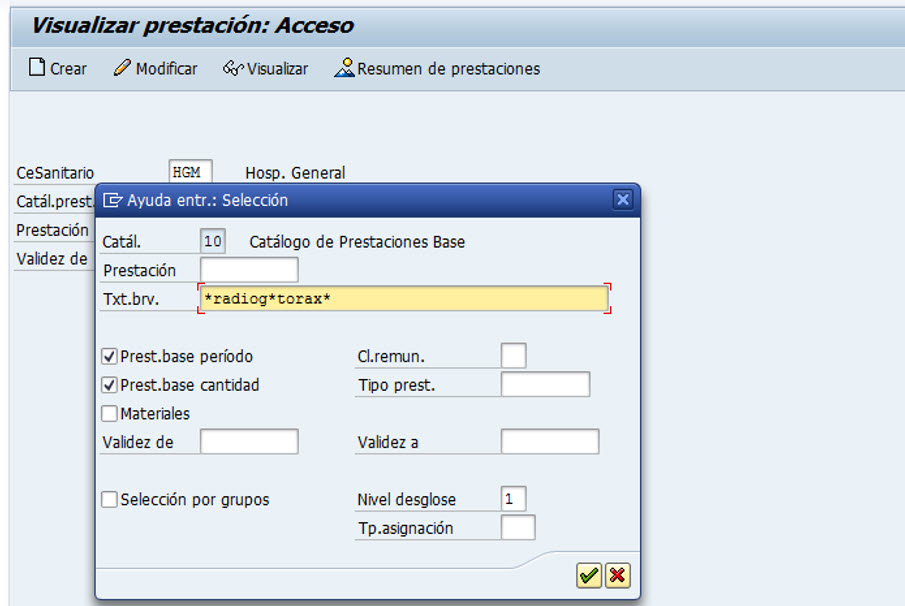 Visualizar prestación: Acceso
Crear Modificar Visualizar Resumen de prestaciones
CeSanitario HGM Hosp. General
Catál.prest.
Prestación
Validez de
Ayuda entr.: Selección
Catál. 10 Catálogo de Prestaciones Base
Prestación
Txt.brv. *radiog*torax*
Prest.base período Cl.remun.
Prest.base cantidad Tipo prest.
Materiales
Validez de Validez a
Selección por grupos Nivel desglose 1
Tp.asignación